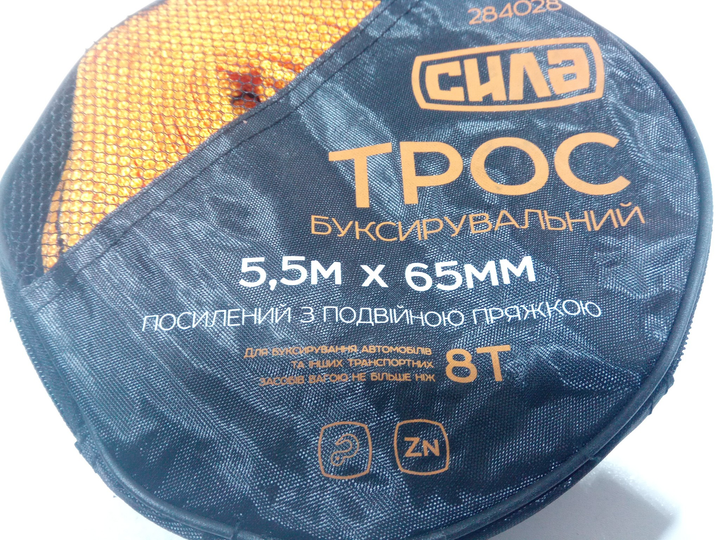 284028
СИЛА
ТРОС
БУКСИРУВАЛЬНИЙ
5,5М Х 65ММ
ПОСИЛЕНИЙ З ПОДВІЙНОЮ ПРЯЖКОЮ
ДЛЯ БУКСИРУВАННЯ АВТОМОБІЛІВ
ТА ІНШИХ ТРАНСПОРТНИХ
ЗАСОБІВ ВАГОЮ НЕ БІЛЬШЕ НІЖ
8Т
ZN